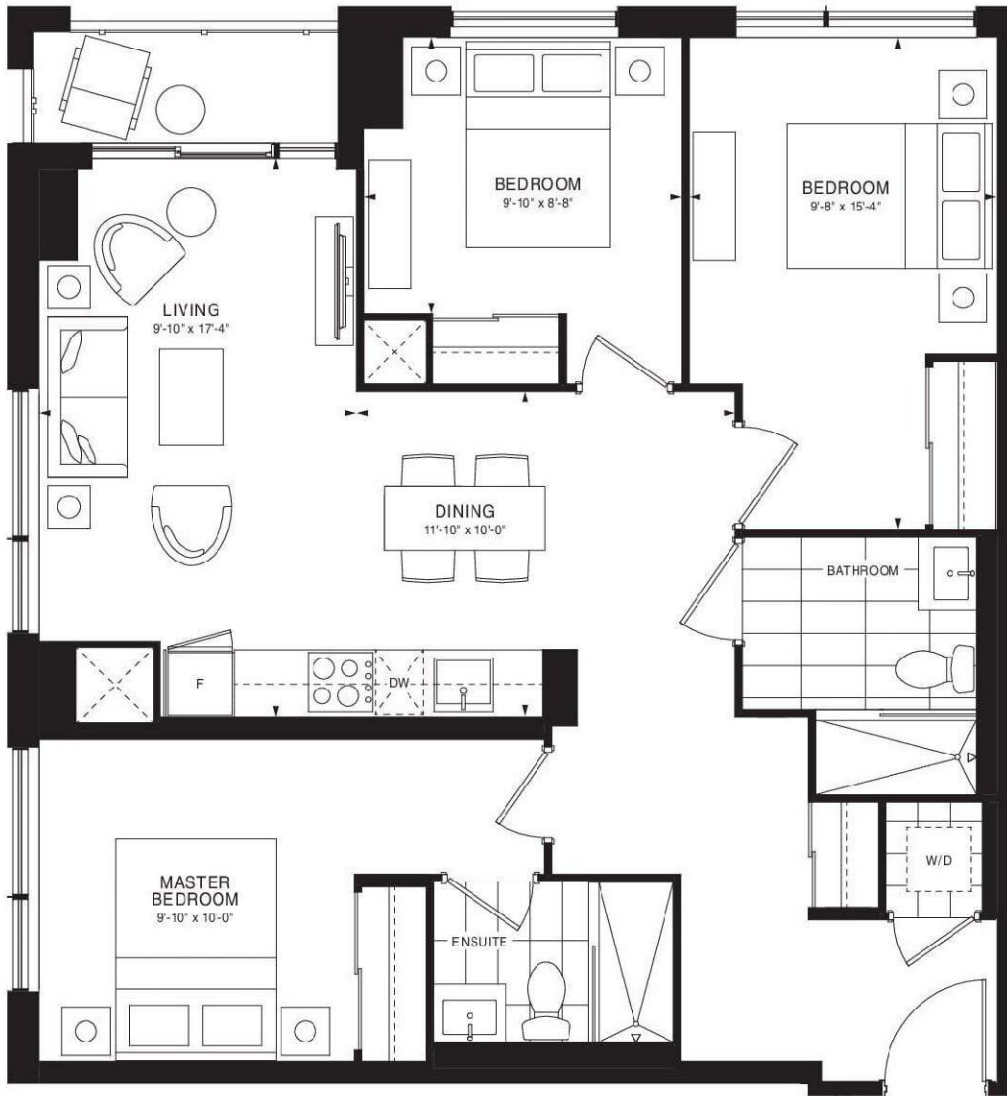 BEDROOM
9'-10" x 8'-8"
BEDROOM
9'-8" x 15'-4"
LIVING
9'-10" x 17'-4"
DINING
11'-10" x 10'-0"
BATHROOM
F
DW
W/D
MASTER
BEDROOM
9'-10" x 10'-0"
ENSUITE